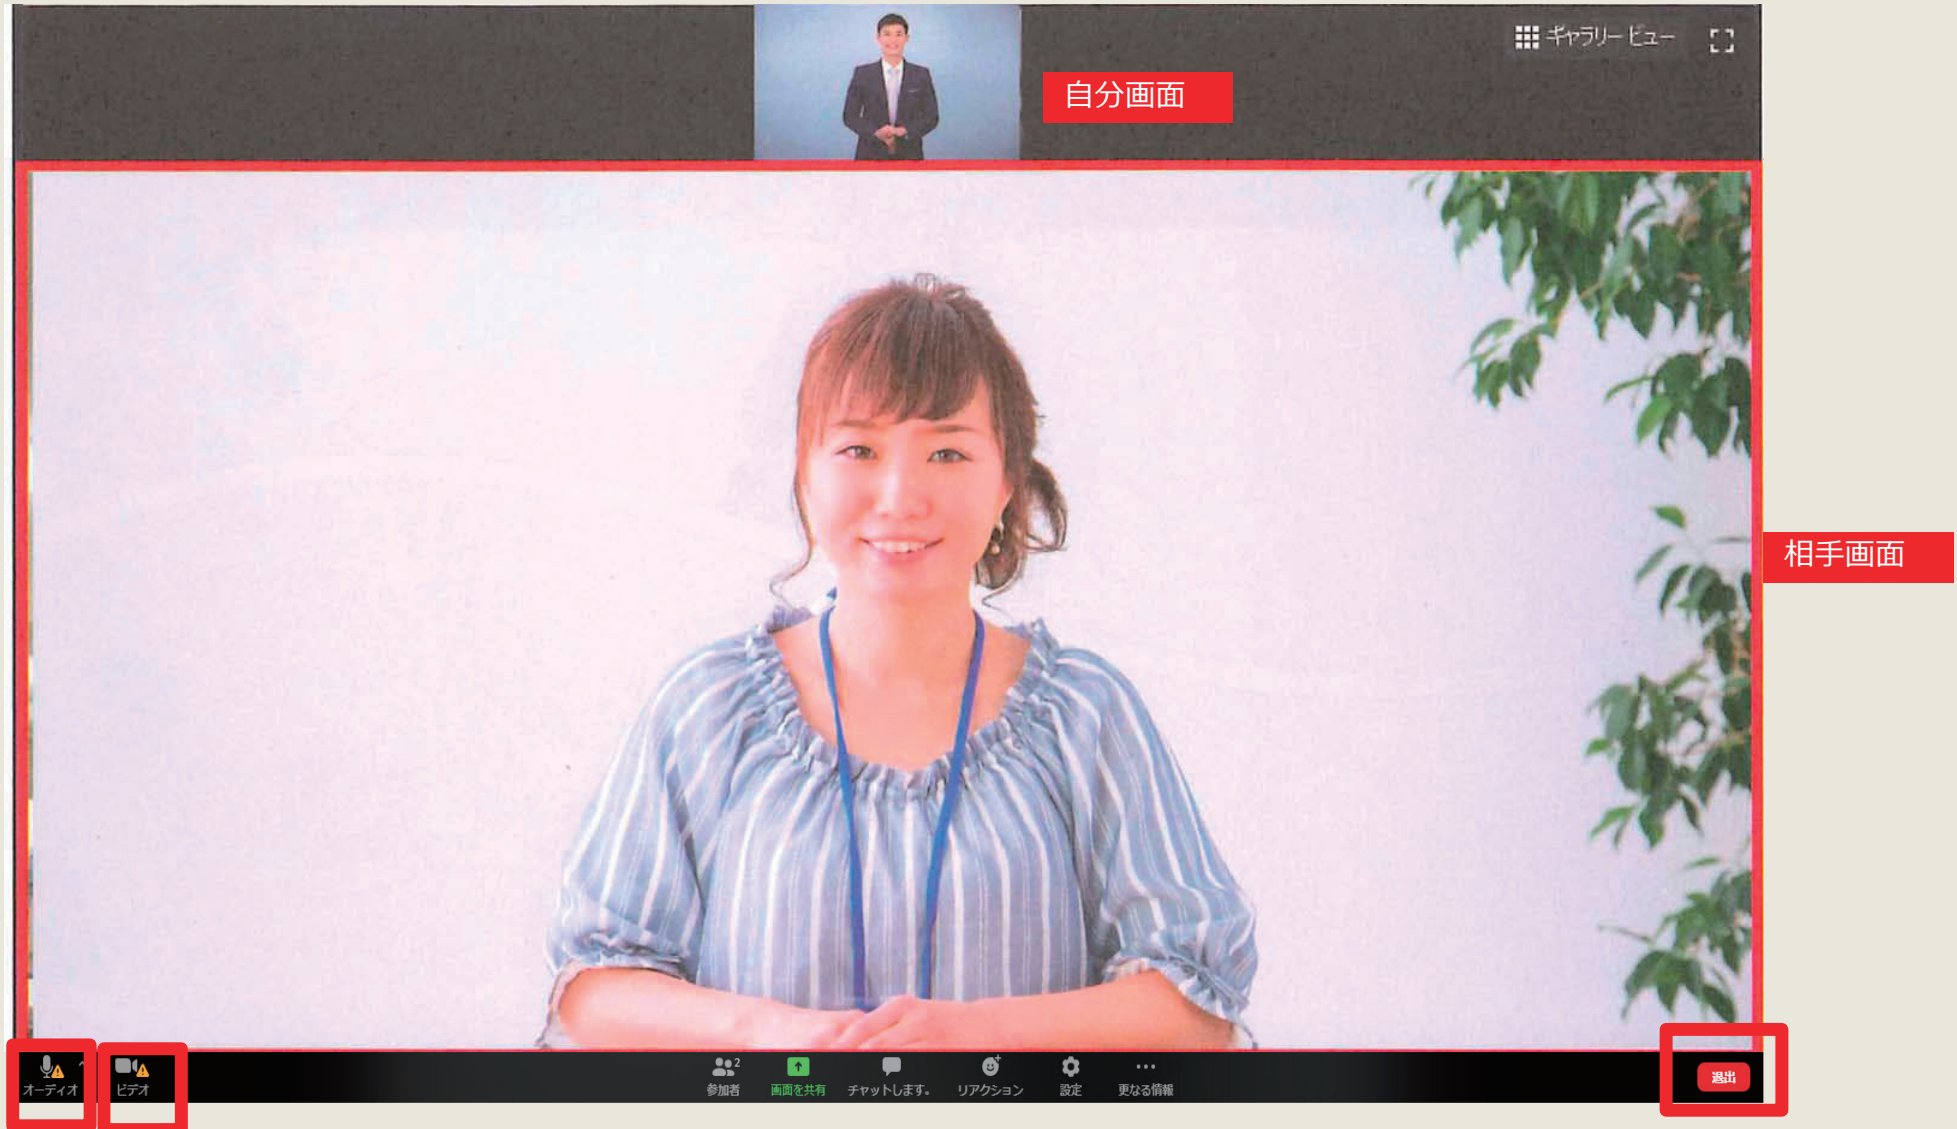 ギャラリー ビュー
自分画面
相手画面
オーディオ
ビデオ
2
参加者
画面を共有
チャットします。
リアクション
設定
更なる情報
退出